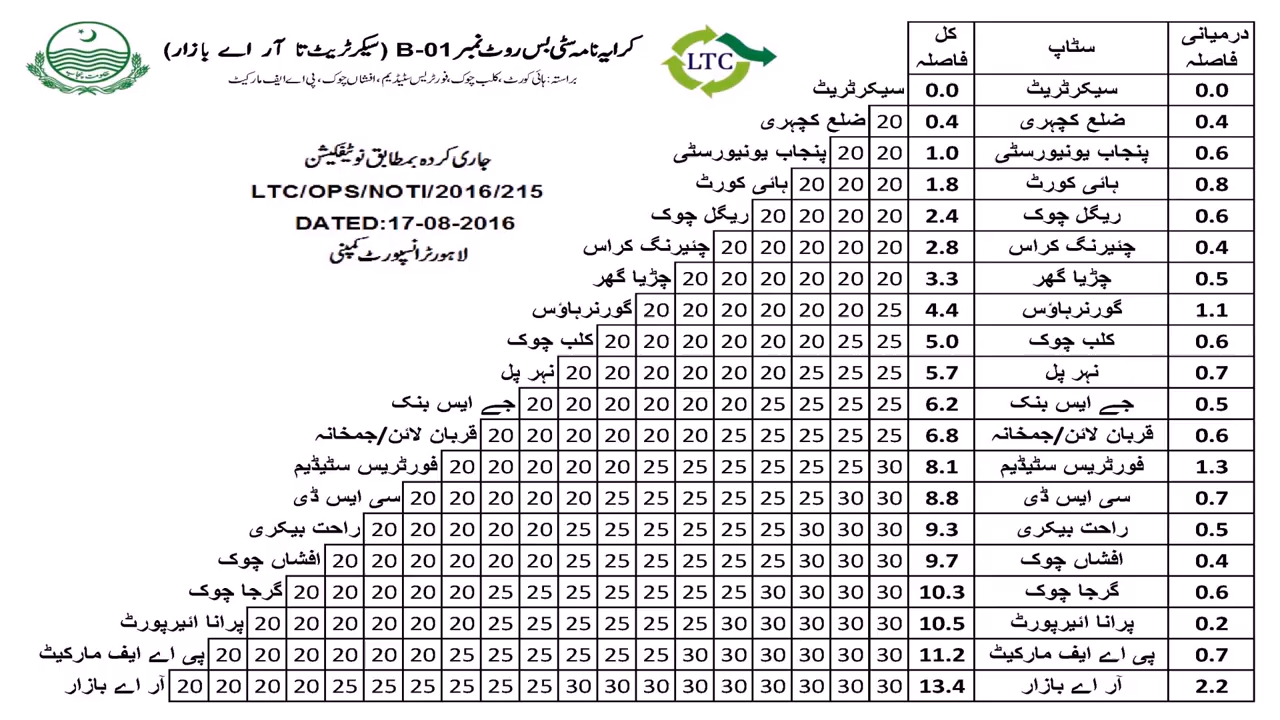 کرایہ نامہ سٹی بس روٹ نمبر B-01 (سیکرٹریٹ تا آر اے بازار)
براستہ: ہائی کورٹ، کلب چوک، فورٹریس سٹیڈیم، افشاں چوک، پی اے ایف مارکیٹ
حکومت پنجاب
LTC
جاری کردہ بمطابق نوٹیفکیشن
LTC/OPS/NOTI/2016/215
DATED:17-08-2016
لاہور ٹرانسپورٹ کمپنی
درمیانی فاصلہ سٹاپ کل فاصلہ
0.0 سیکرٹریٹ 0.0 سیکرٹریٹ
0.4 ضلع کچہری 0.4 20 ضلع کچہری
0.6 پنجاب یونیورسٹی 1.0 20 20 پنجاب یونیورسٹی
0.8 ہائی کورٹ 1.8 20 20 20 ہائی کورٹ
0.6 ریگل چوک 2.4 20 20 20 20 ریگل چوک
0.4 چئیرنگ کراس 2.8 20 20 20 20 20 چئیرنگ کراس
0.5 چڑیا گھر 3.3 20 20 20 20 20 20 چڑیا گھر
1.1 گورنرہاؤس 4.4 25 20 20 20 20 20 20 گورنرہاؤس
0.6 کلب چوک 5.0 25 25 20 20 20 20 20 20 کلب چوک
0.7 نہر پل 5.7 25 25 25 20 20 20 20 20 20 نہر پل
0.5 جے ایس بنک 6.2 25 25 25 25 20 20 20 20 20 20 جے ایس بنک
0.6 قربان لائن/جمخانہ 6.8 25 25 25 25 25 20 20 20 20 20 20 قربان لائن/جمخانہ
1.3 فورٹریس سٹیڈیم 8.1 30 25 25 25 25 25 25 20 20 20 20 20 فورٹریس سٹیڈیم
0.7 سی ایس ڈی 8.8 30 30 25 25 25 25 25 25 20 20 20 20 20 سی ایس ڈی
0.5 راحت بیکری 9.3 30 30 30 25 25 25 25 25 25 20 20 20 20 20 راحت بیکری
0.4 افشاں چوک 9.7 30 30 30 30 25 25 25 25 25 20 20 20 20 20 20 افشاں چوک
0.6 گرجا چوک 10.3 30 30 30 30 25 25 25 25 25 25 25 20 20 20 20 20 گرجا چوک
0.2 پرانا ائیرپورٹ 10.5 30 30 30 30 30 25 25 25 25 25 25 20 20 20 20 20 20 پرانا ائیرپورٹ
0.7 پی اے ایف مارکیٹ 11.2 30 30 30 30 30 30 25 25 25 25 25 25 20 20 20 20 20 20 پی اے ایف مارکیٹ
2.2 آر اے بازار 13.4 30 30 30 30 30 30 30 30 30 25 25 25 25 25 25 20 20 20 20 آر اے بازار